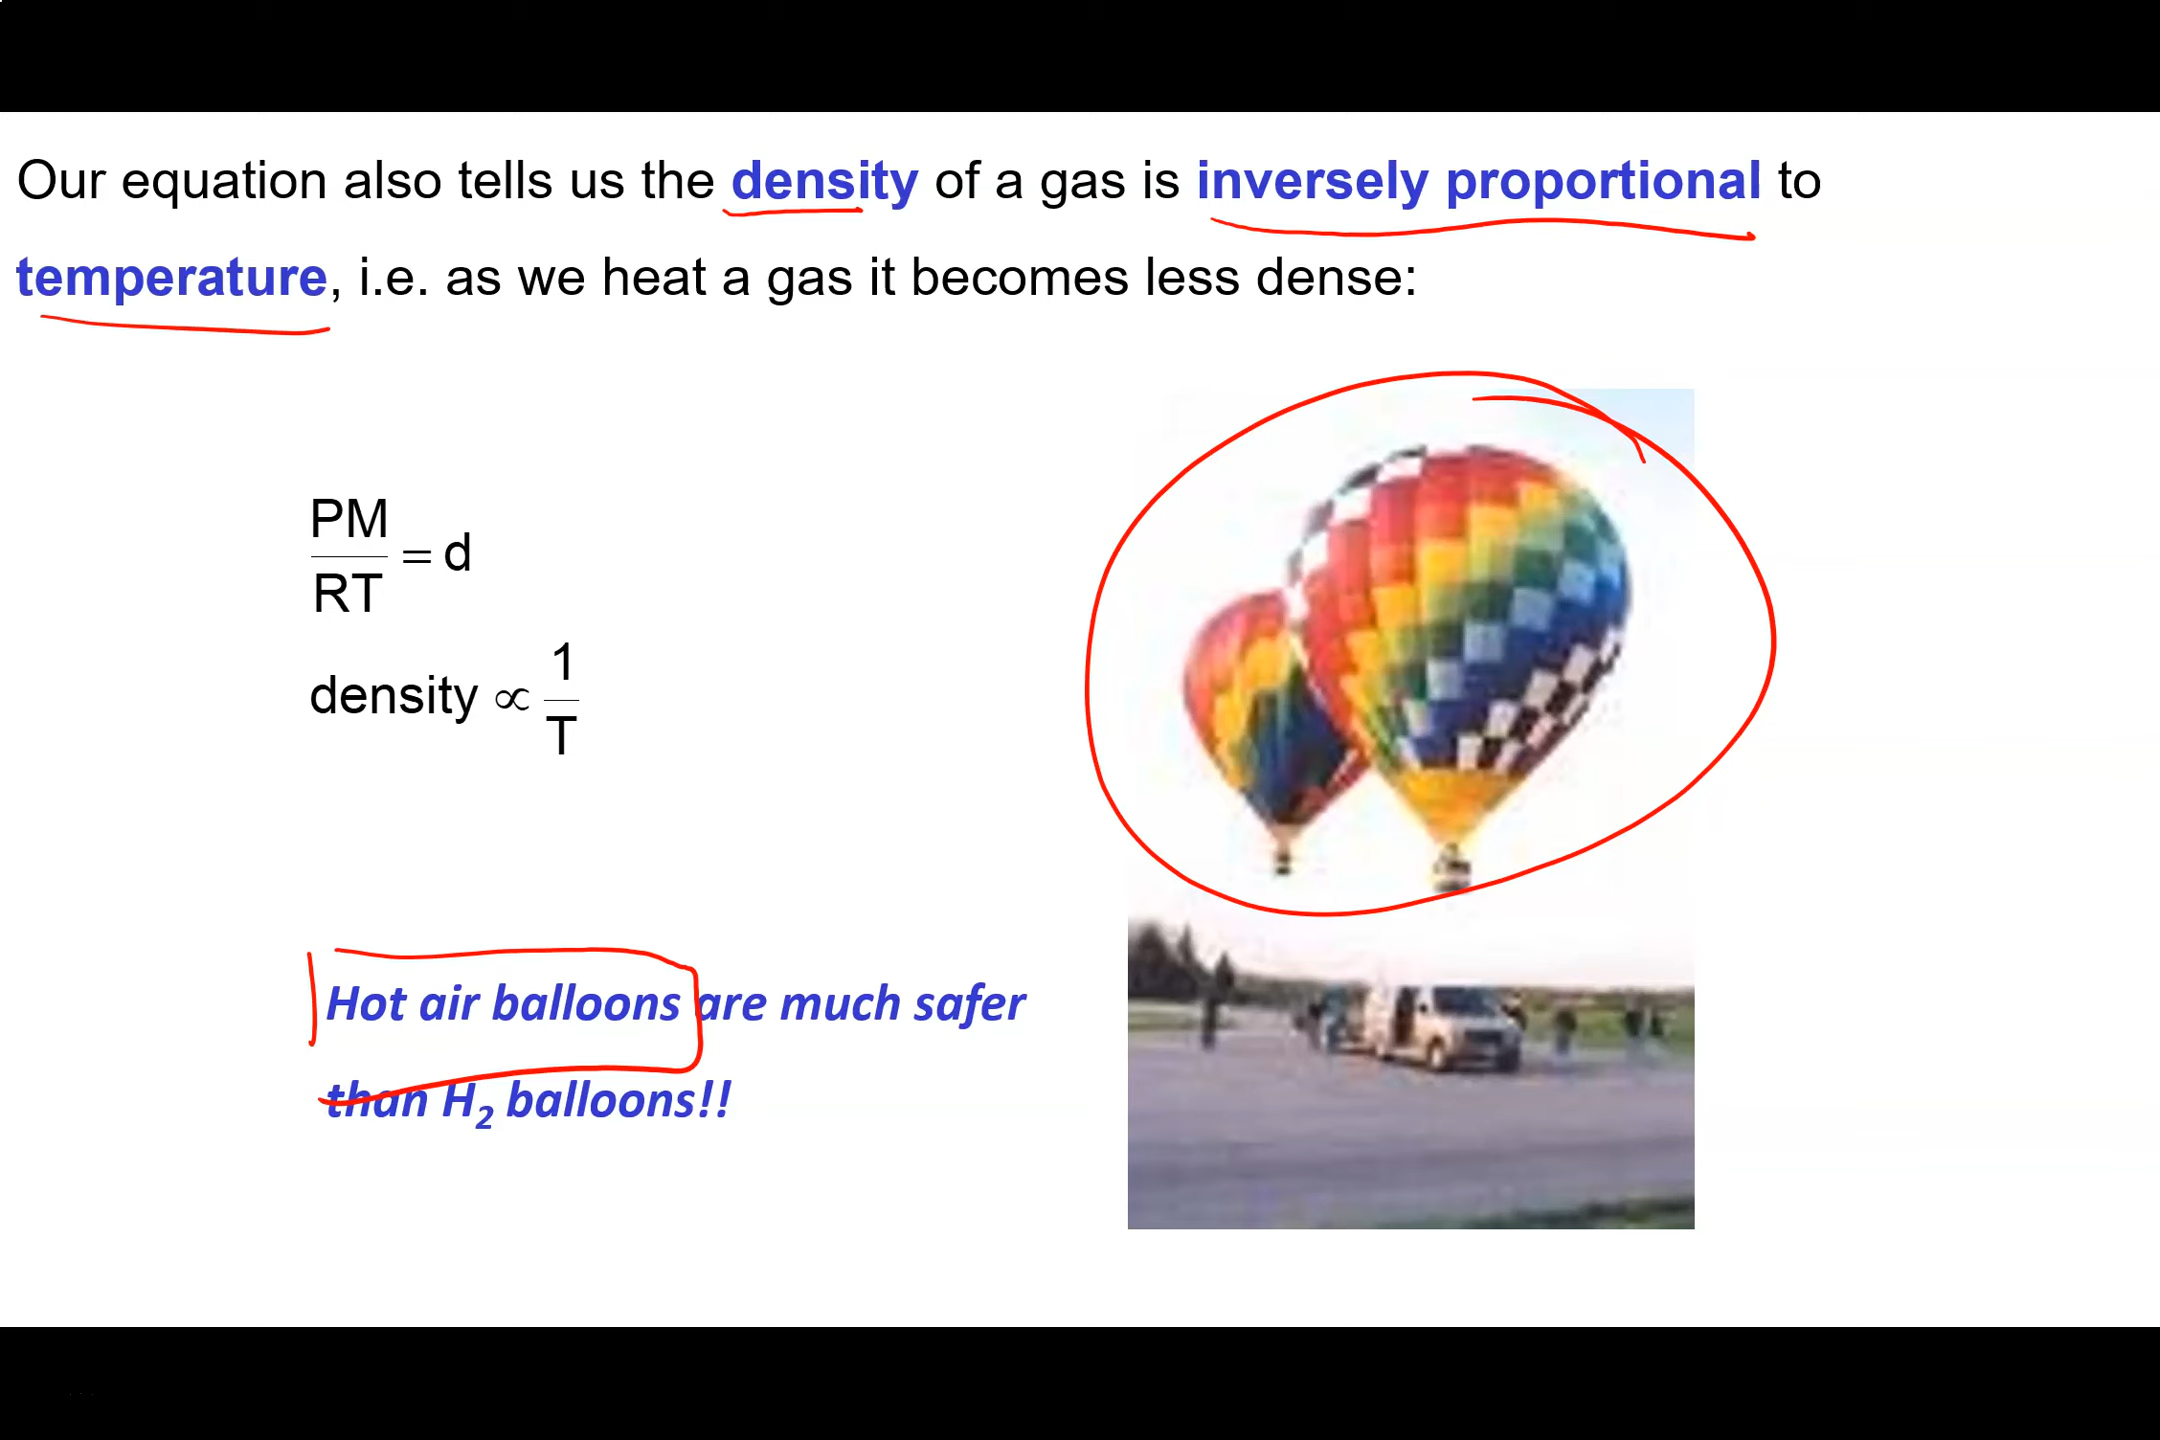 Our equation also tells us the density of a gas is inversely proportional to
temperature, i.e. as we heat a gas it becomes less dense:
PM
RT
= d
density ∝ 1
T
Hot air balloons are much safer
than H₂ balloons!!